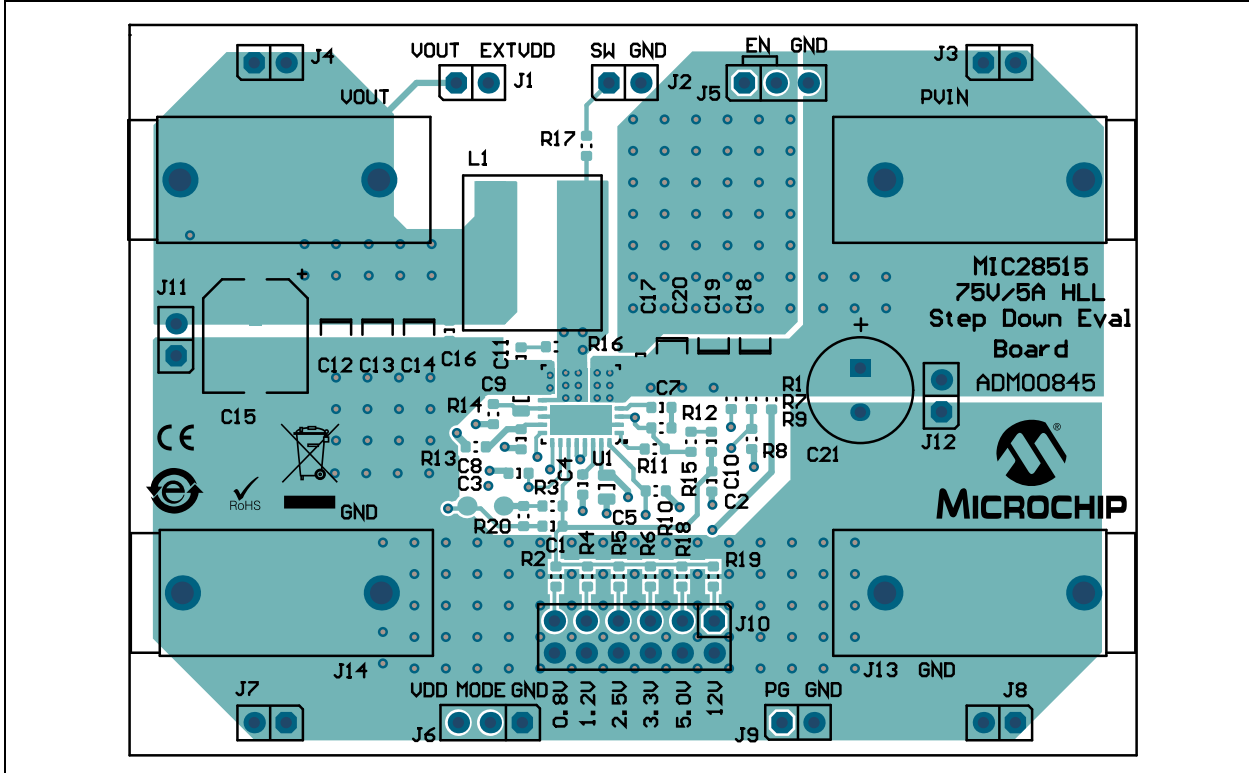 J4
VOUT EXTVDD
J1
SW GND
J2
EN GND
J5
J3
VOUT
PVIN
R17
L1
MIC28515
75V/5A HLL
Step Down Eval
Board
ADM00845
J11
+
C17
C20
C19
C18
+
C12 C13 C14
C16
C11
R16
C15
C9
R14
C7
R12
R1
R7
R9
R8
C21
J12
R13
C8
C3
C4
U1
R11
R15
C10
C2
R3
C5
R10
R20
C1
CE
e
RoHS
GND
MICROCHIP
®
R2
R4
R5
R6
R18
R19
J10
J14
J13 GND
J7
VDD MODE GND
J6
0.8V
1.2V
2.5V
3.3V
5.0V
12V
PG GND
J9
J8